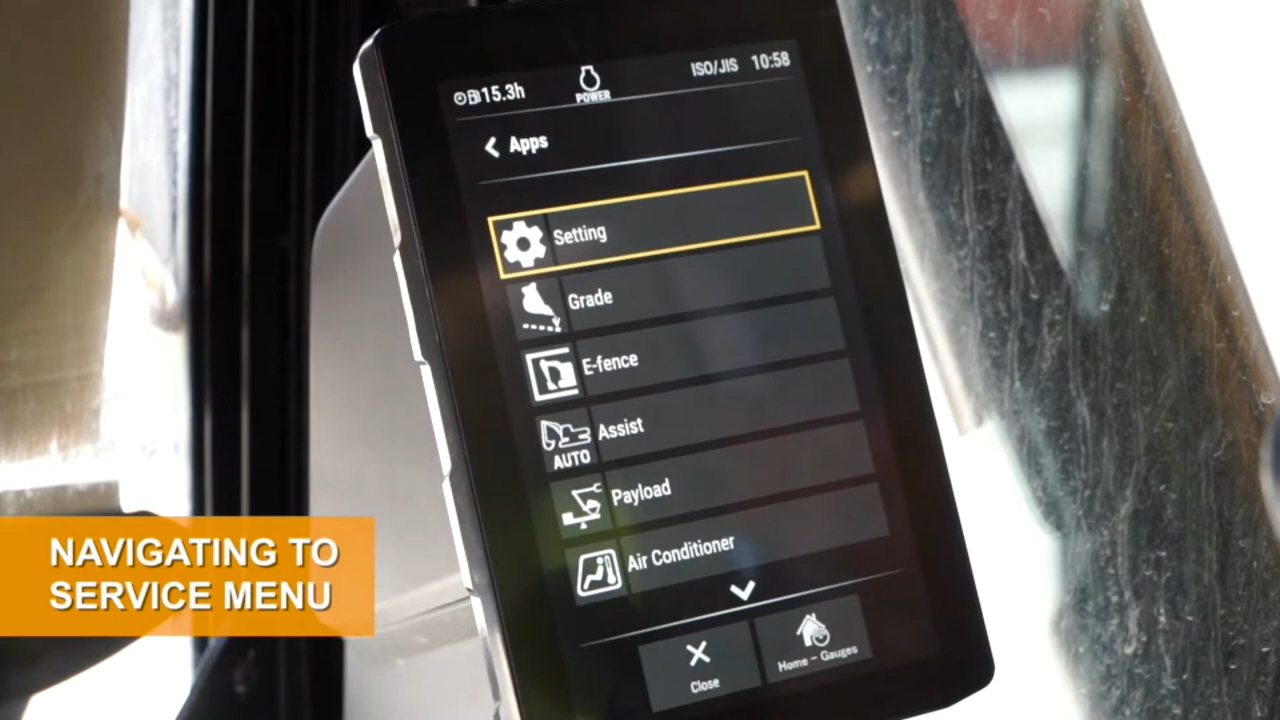 15.3h
POWER
ISO/JIS 10:58
Apps
Setting
Grade
E-fence
Assist
AUTO
Payload
Air Conditioner
Close
Home - Gauges
NAVIGATING TO
SERVICE MENU